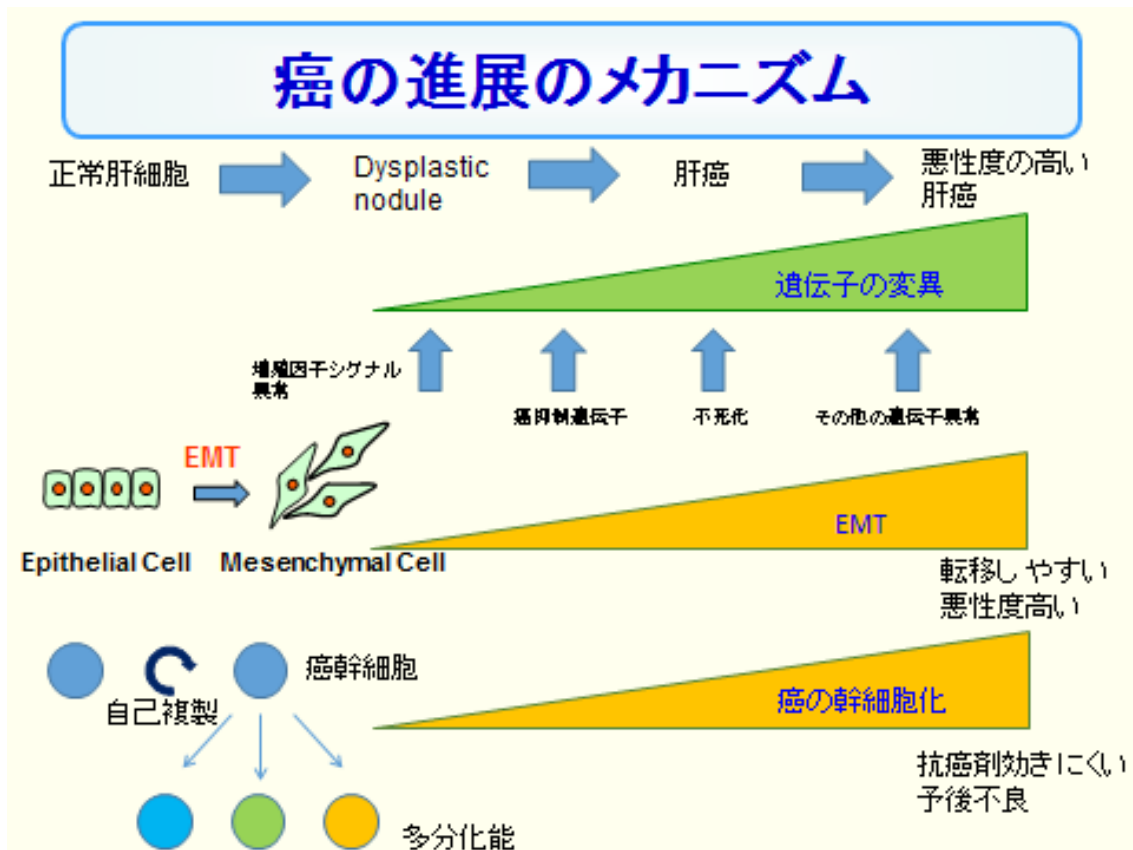 癌の進展のメカニズム
正常肝細胞
Dysplastic
nodule
肝癌
悪性度の高い
肝癌
遺伝子の変異
増殖因子シグナル
異常
癌抑制遺伝子
不死化
その他の遺伝子異常
EMT
Epithelial Cell
Mesenchymal Cell
EMT
転移しやすい
悪性度高い
自己複製
癌幹細胞
癌の幹細胞化
抗癌剤効きにくい
予後不良
多分化能